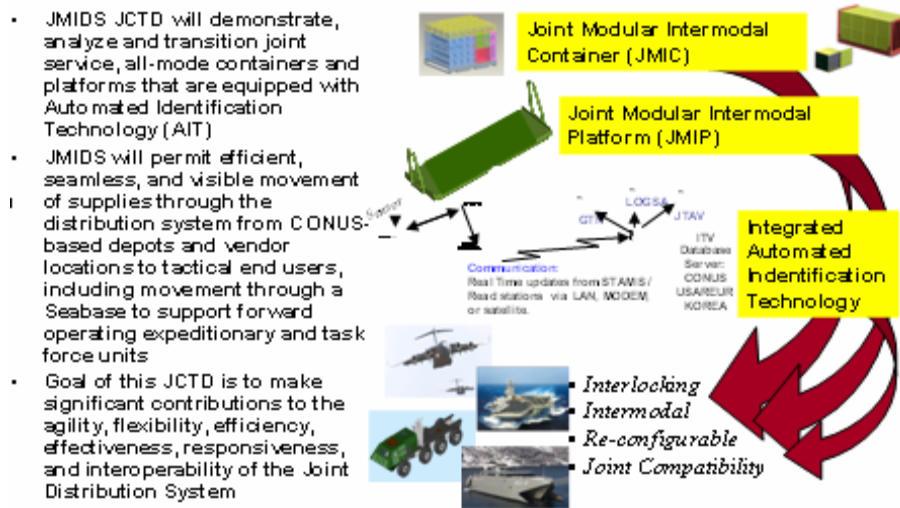 • JMIDS JCTD will demonstrate,
analyze and transition joint
service, all-mode containers and
platforms that are equipped with
Automated Identification
Technology (AIT)
• JMIDS will permit efficient,
seamless, and visible movement
of supplies through the
distribution system from CONUS-
based depots and vendor
locations to tactical end users,
including movement through a
Seabase to support forward
operating expeditionary and task
force units
• Goal of this JCTD is to make
significant contributions to the
agility, flexibility, efficiency,
effectiveness, responsiveness,
and interoperability of the Joint
Distribution System
Joint Modular Intermodal
Container (JMIC)
Joint Modular Intermodal
Platform (JMIP)
LOGSA
JTAV
ITV
Database
Server:
CONUS
USAREUR
KOREA
Communication:
Real Time updates from STAMIS/
Read stations via LAN, MODEM,
or satellite.
Integrated
Automated
Indentification
Technology
▪ Interlocking
▪ Intermodal
▪ Re-configurable
▪ Joint Compatibility